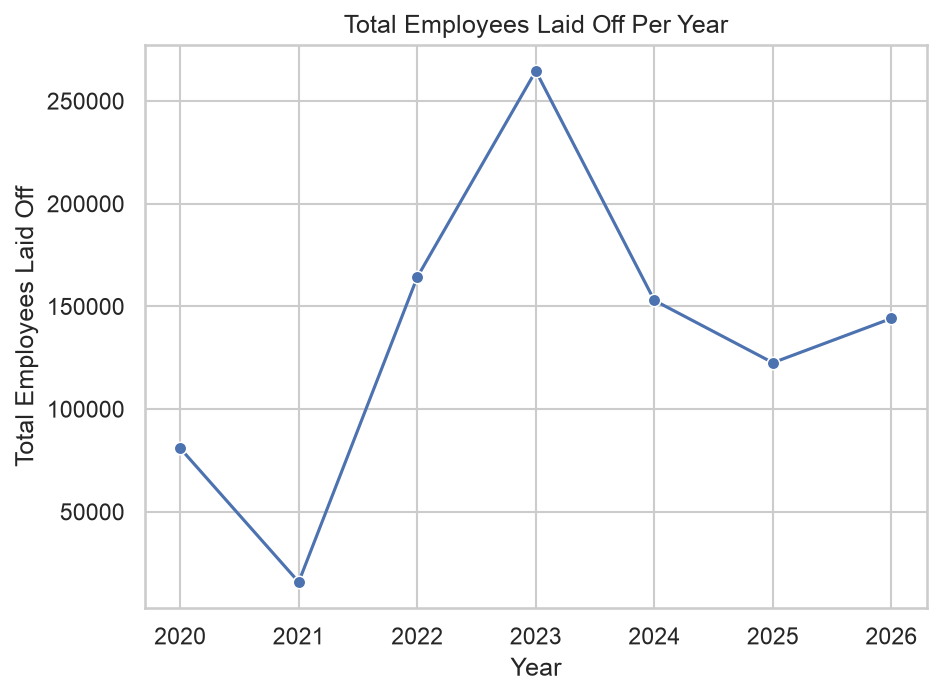 Total Employees Laid Off Per Year
Total Employees Laid Off
250000
200000
150000
100000
50000
2020 2021 2022 2023 2024 2025 2026
Year